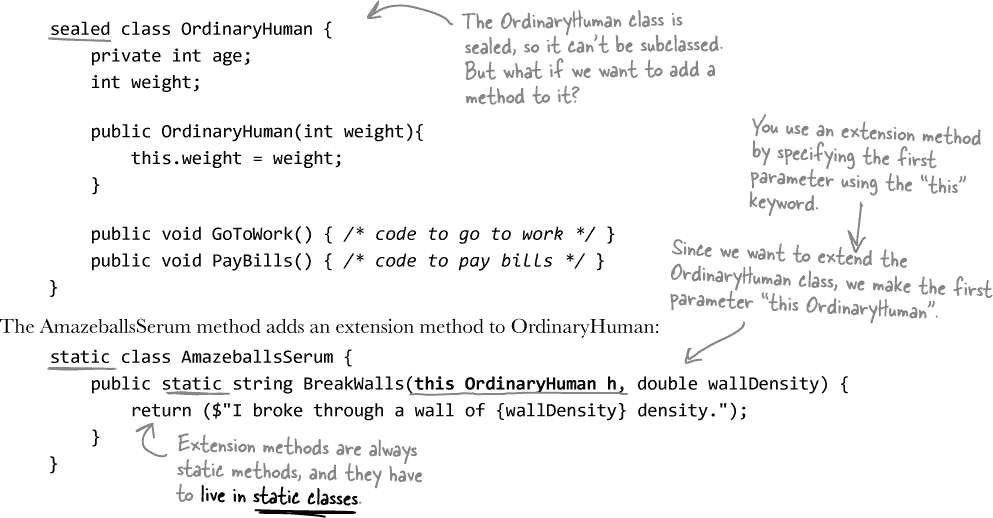 sealed class OrdinaryHuman {
private int age;
int weight;
public OrdinaryHuman(int weight){
this.weight = weight;
}
public void GoToWork() { /* code to go to work */ }
public void PayBills() { /* code to pay bills */ }
}
The OrdinaryHuman class is
sealed, so it can't be subclassed.
But what if we want to add a
method to it?
You use an extension method
by specifying the first
parameter using the "this"
keyword.
Since we want to extend the
OrdinaryHuman class, we make the first
parameter "this OrdinaryHuman".
The AmazeballsSerum method adds an extension method to OrdinaryHuman:
static class AmazeballsSerum {
public static string BreakWalls(this OrdinaryHuman h, double wallDensity) {
return ($"I broke through a wall of {wallDensity} density.");
}
}
Extension methods are always
static methods, and they have
to live in static classes.